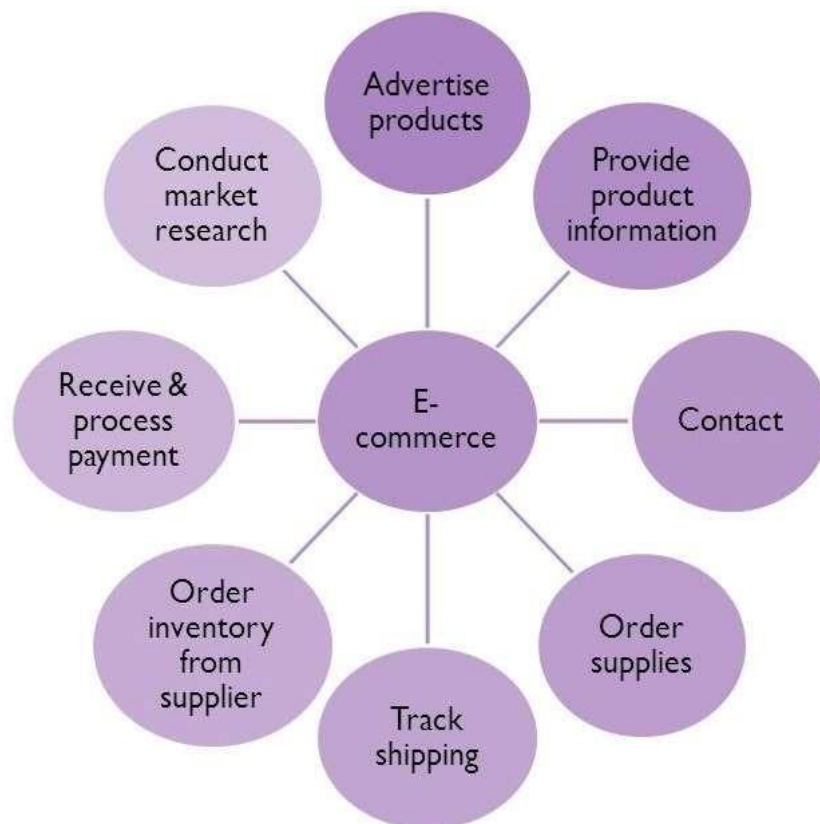 Advertise
products
Provide
product
information
Contact
Order
supplies
Track
shipping
Order
inventory
from
supplier
Receive &
process
payment
Conduct
market
research
E-
commerce